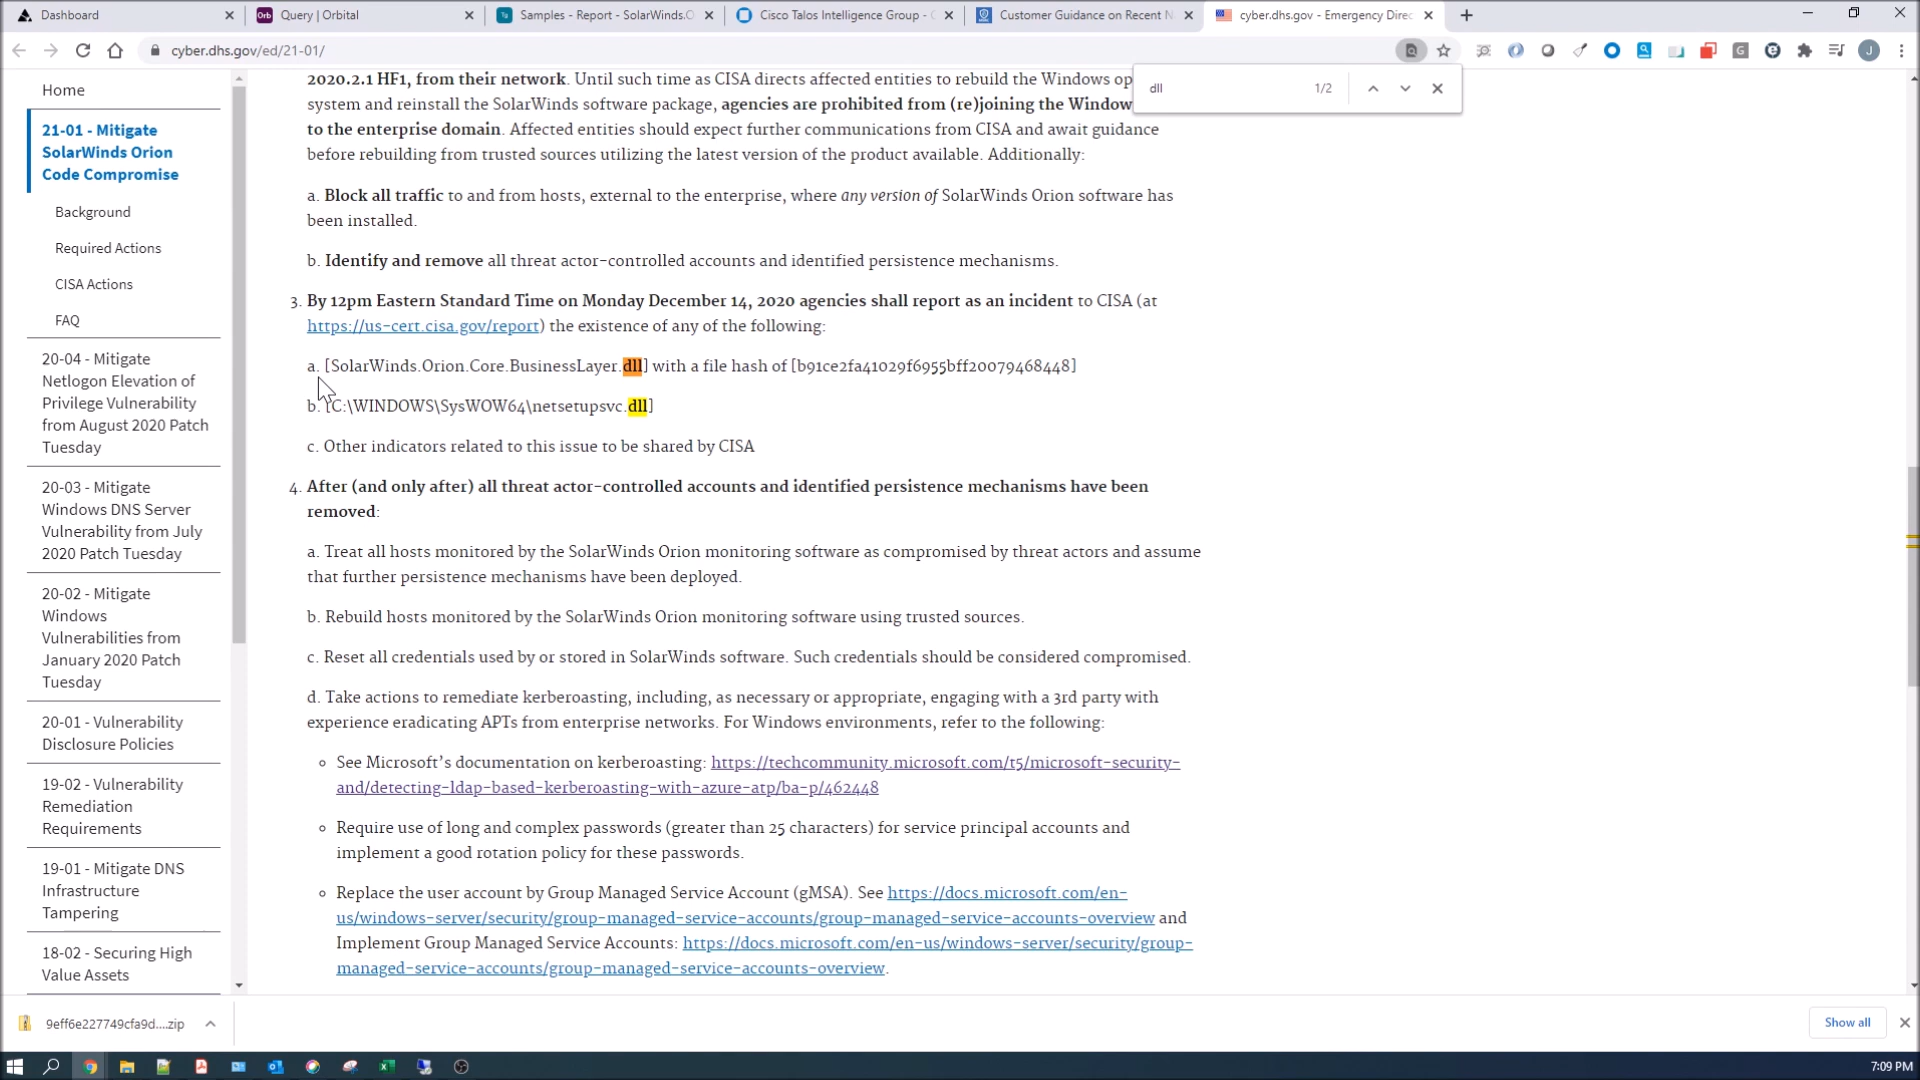 Dashboard
Query | Orbital
Samples - Report - SolarWinds.O
Cisco Talos Intelligence Group - C
Customer Guidance on Recent N
cyber.dhs.gov - Emergency Direc
cyber.dhs.gov/ed/21-01/
J
dll
1/2
Home
21-01 - Mitigate
SolarWinds Orion
Code Compromise
Background
Required Actions
CISA Actions
FAQ
20-04 - Mitigate
Netlogon Elevation of
Privilege Vulnerability
from August 2020 Patch
Tuesday
20-03 - Mitigate
Windows DNS Server
Vulnerability from July
2020 Patch Tuesday
20-02 - Mitigate
Windows
Vulnerabilities from
January 2020 Patch
Tuesday
20-01 - Vulnerability
Disclosure Policies
19-02 - Vulnerability
Remediation
Requirements
19-01 - Mitigate DNS
Infrastructure
Tampering
18-02 - Securing High
Value Assets
2020.2.1 HF1, from their network. Until such time as CISA directs affected entities to rebuild the Windows op
system and reinstall the SolarWinds software package, agencies are prohibited from (re)joining the Window
to the enterprise domain. Affected entities should expect further communications from CISA and await guidance
before rebuilding from trusted sources utilizing the latest version of the product available. Additionally:
a. Block all traffic to and from hosts, external to the enterprise, where any version of SolarWinds Orion software has
been installed.
b. Identify and remove all threat actor-controlled accounts and identified persistence mechanisms.
3. By 12pm Eastern Standard Time on Monday December 14, 2020 agencies shall report as an incident to CISA (at
https://us-cert.cisa.gov/report) the existence of any of the following:
a. [SolarWinds.Orion.Core.BusinessLayer.dll] with a file hash of [b91ce2fa41029f6955bff20079468448]
b. [C:\WINDOWS\SysWOW64\netsetupsvc.dll]
c. Other indicators related to this issue to be shared by CISA
4. After (and only after) all threat actor-controlled accounts and identified persistence mechanisms have been
removed:
a. Treat all hosts monitored by the SolarWinds Orion monitoring software as compromised by threat actors and assume
that further persistence mechanisms have been deployed.
b. Rebuild hosts monitored by the SolarWinds Orion monitoring software using trusted sources.
c. Reset all credentials used by or stored in SolarWinds software. Such credentials should be considered compromised.
d. Take actions to remediate kerberoasting, including, as necessary or appropriate, engaging with a 3rd party with
experience eradicating APTs from enterprise networks. For Windows environments, refer to the following:
See Microsoft's documentation on kerberoasting: https://techcommunity.microsoft.com/t5/microsoft-security-
and/detecting-ldap-based-kerberoasting-with-azure-atp/ba-p/462448
Require use of long and complex passwords (greater than 25 characters) for service principal accounts and
implement a good rotation policy for these passwords.
Replace the user account by Group Managed Service Account (gMSA). See https://docs.microsoft.com/en-
us/windows-server/security/group-managed-service-accounts/group-managed-service-accounts-overview and
Implement Group Managed Service Accounts: https://docs.microsoft.com/en-us/windows-server/security/group-
managed-service-accounts/group-managed-service-accounts-overview.
9eff6e227749cfa9d....zip
Show all
7:09 PM